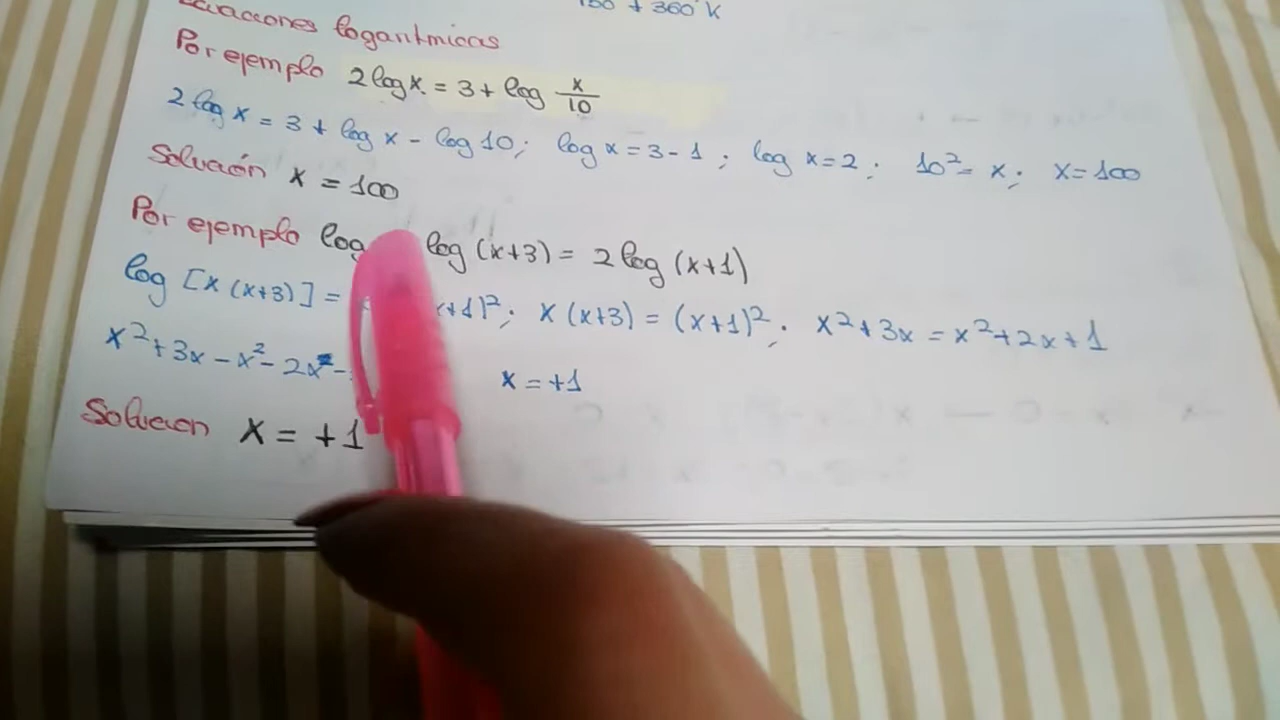 Ecuaciones logarítmicas
180 + 360 K
Por ejemplo 2 log x = 3 + log x/10
2 log x = 3 + log x - log 10; log x = 3 - 1 ; log x = 2 ; 10² = x ; x = 100
Solución x = 100
Por ejemplo log log (x+3) = 2 log (x+1)
log [x (x+3)] = x+1)² ; x (x+3) = (x+1)² ; x² + 3x = x² + 2x + 1
x² + 3x - x² - 2x - x = +1
Solución x = +1